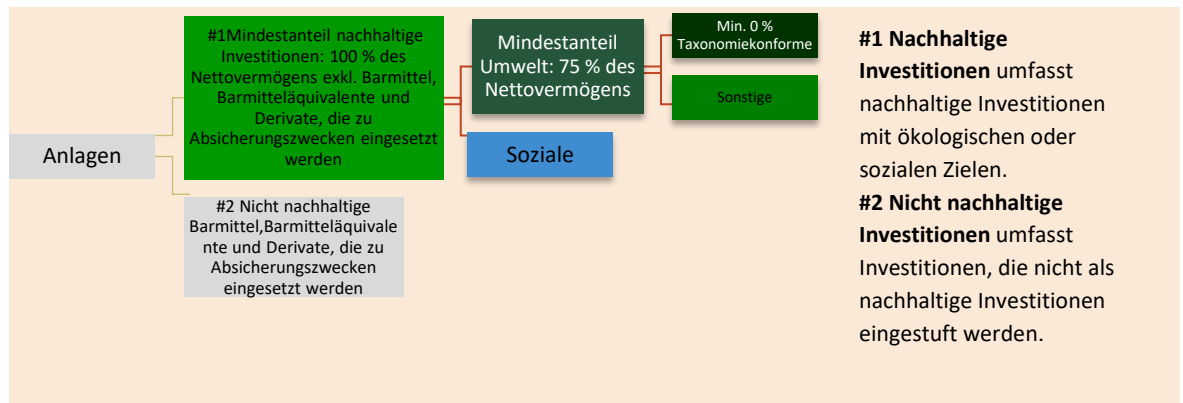 Anlagen
#1Mindestanteil nachhaltige
Investitionen: 100 % des
Nettovermögens exkl. Barmittel,
Barmitteläquivalente und
Derivate, die zu
Absicherungszwecken eingesetzt
werden
#2 Nicht nachhaltige
Barmittel,Barmitteläquivale
nte und Derivate, die zu
Absicherungszwecken
eingesetzt werden
Mindestanteil
Umwelt: 75 % des
Nettovermögens
Soziale
Min. 0 %
Taxonomiekonforme
Sonstige
#1 Nachhaltige
Investitionen umfasst
nachhaltige Investitionen
mit ökologischen oder
sozialen Zielen.
#2 Nicht nachhaltige
Investitionen umfasst
Investitionen, die nicht als
nachhaltige Investitionen
eingestuft werden.